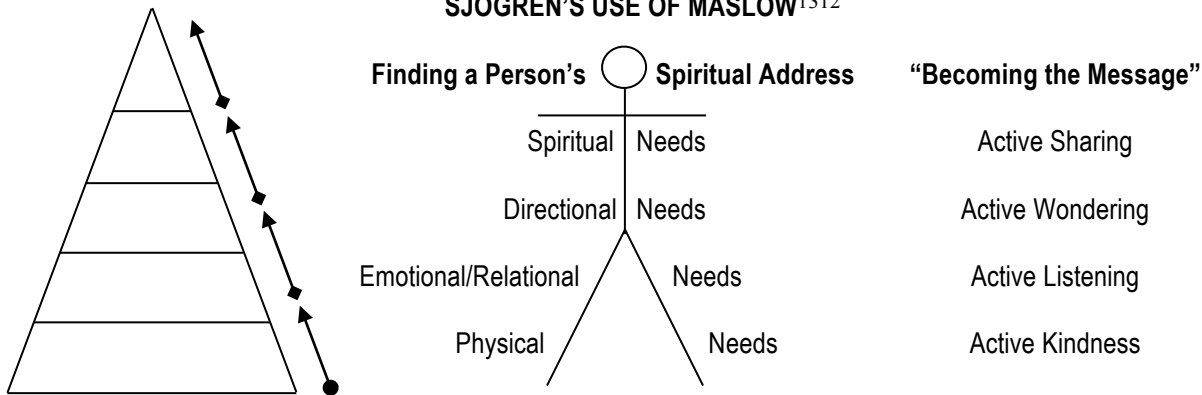 SJOGREN'S USE OF MASLOW1312
Finding a Person's Spiritual Address "Becoming the Message"
Spiritual Needs Active Sharing
Directional Needs Active Wondering
Emotional/Relational Needs Active Listening
Physical Needs Active Kindness